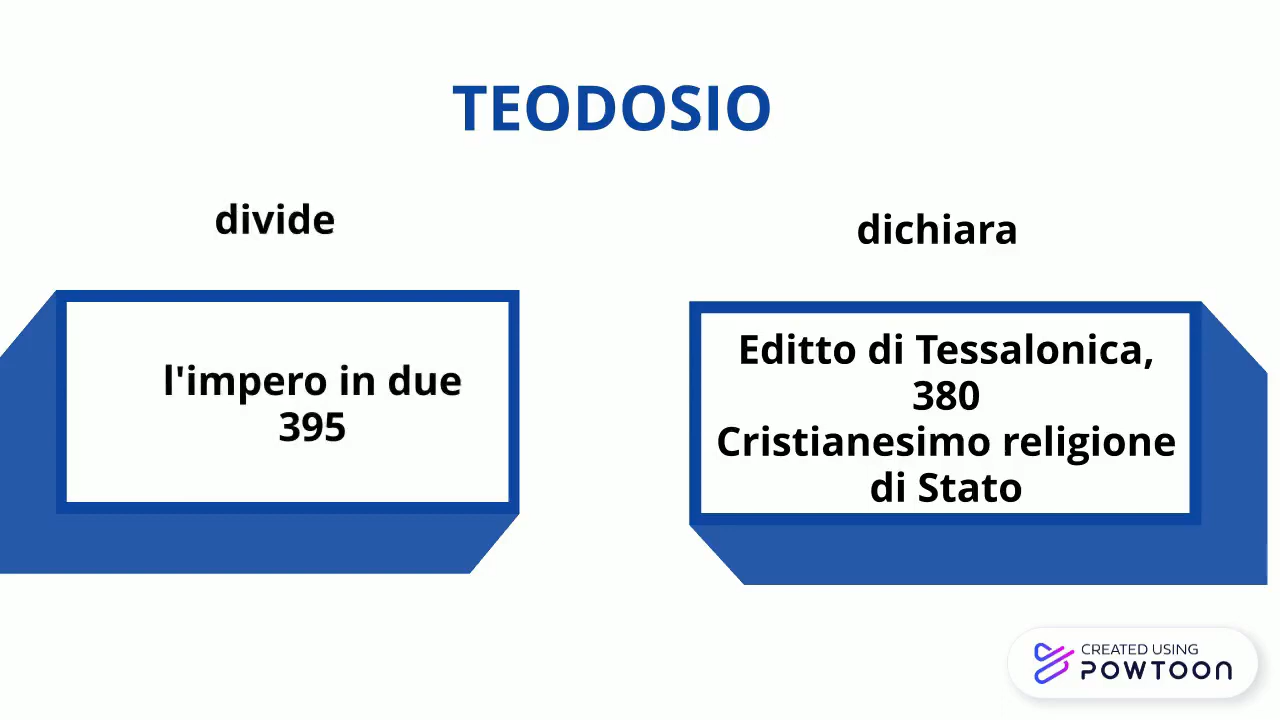 TEODOSIO
divide
l'impero in due
395
dichiara
Editto di Tessalonica,
380
Cristianesimo religione
di Stato
CREATED USING
POWTOON